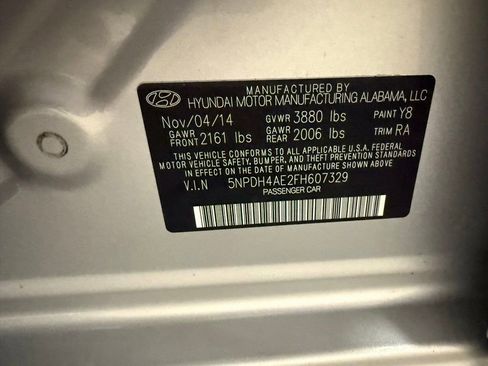 MANUFACTURED BY
HYUNDAI MOTOR MANUFACTURING ALABAMA, LLC
Nov/04/14 GVWR 3880 lbs PAINT Y8
GAWR FRONT 2161 lbs GAWR REAR 2006 lbs TRIM RA
THIS VEHICLE CONFORMS TO ALL APPLICABLE U.S.A. FEDERAL
MOTOR VEHICLE SAFETY, BUMPER, AND THEFT PREVENTION STANDARDS
IN EFFECT ON THE DATE OF MANUFACTURE SHOWN ABOVE
V.I.N 5NPDH4AE2FH607329
PASSENGER CAR